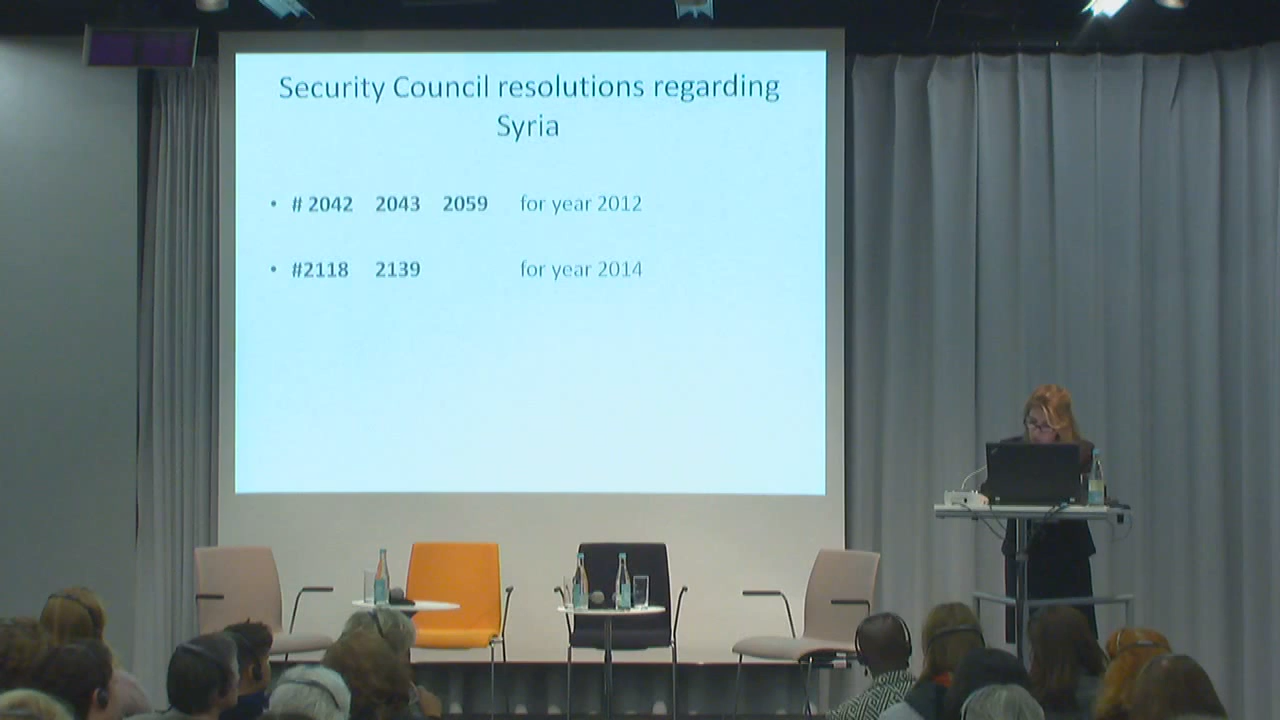 Security Council resolutions regarding
Syria
• # 2042 2043 2059 for year 2012
• #2118 2139 for year 2014